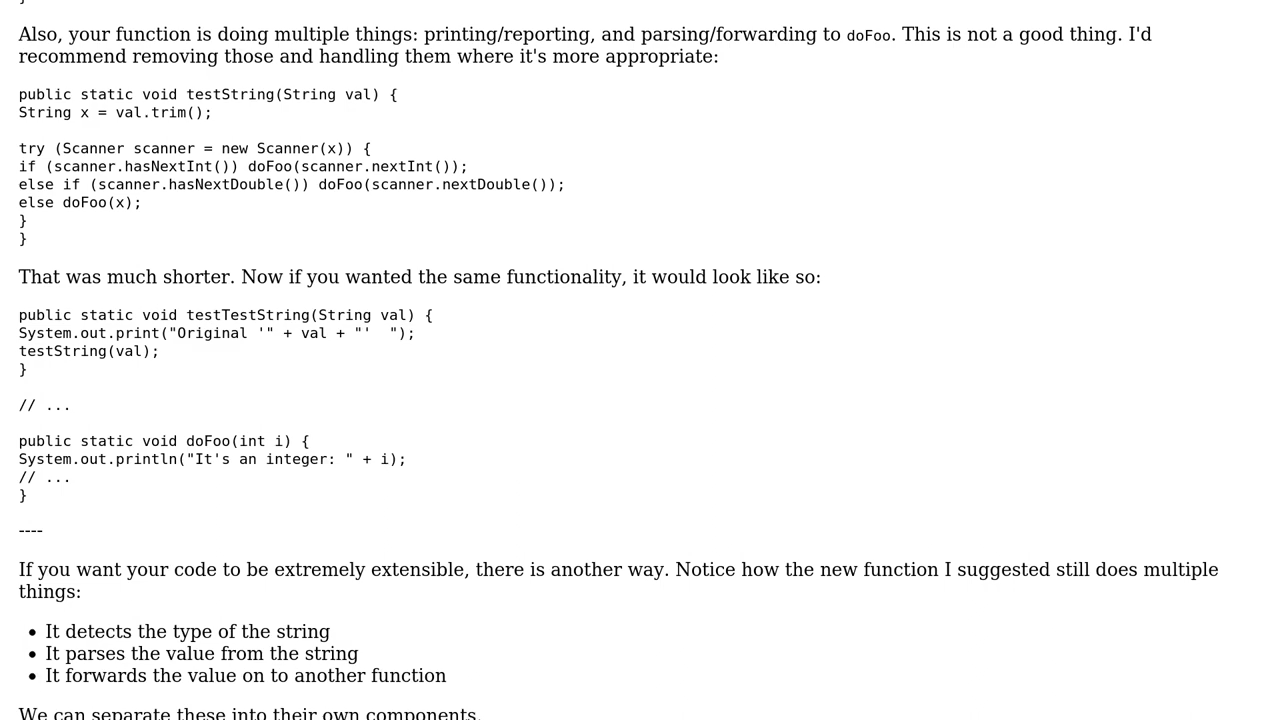 }
Also, your function is doing multiple things: printing/reporting, and parsing/forwarding to doFoo. This is not a good thing. I'd
recommend removing those and handling them where it's more appropriate:
public static void testString(String val) {
String x = val.trim();
try (Scanner scanner = new Scanner(x)) {
if (scanner.hasNextInt()) doFoo(scanner.nextInt());
else if (scanner.hasNextDouble()) doFoo(scanner.nextDouble());
else doFoo(x);
}
}
That was much shorter. Now if you wanted the same functionality, it would look like so:
public static void testTestString(String val) {
System.out.print("Original '" + val + "'  ");
testString(val);
}
// ...
public static void doFoo(int i) {
System.out.println("It's an integer: " + i);
// ...
}
----
If you want your code to be extremely extensible, there is another way. Notice how the new function I suggested still does multiple
things:
• It detects the type of the string
• It parses the value from the string
• It forwards the value on to another function
We can separate these into their own components.